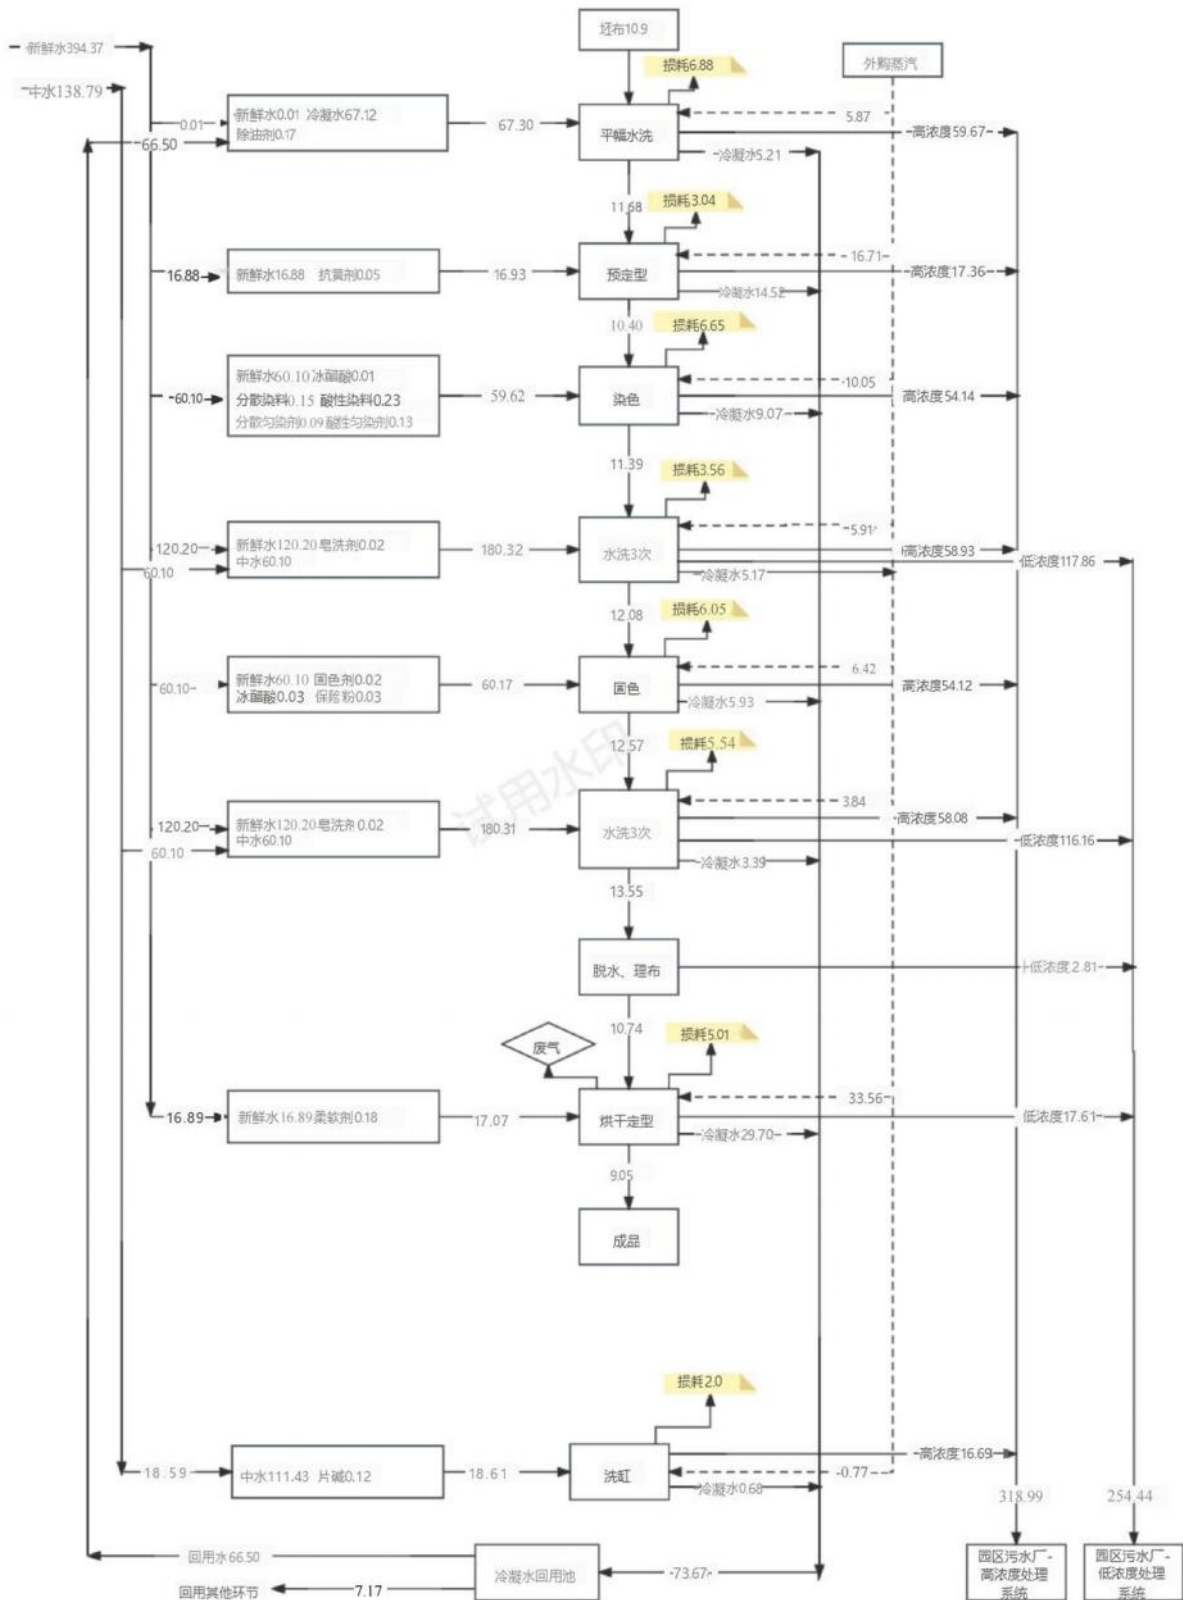 坯布10.9
新鲜水394.37
损耗6.88
外购蒸汽
中水138.79
新鲜水0.01 冷凝水67.12
除油剂0.17
0.01
67.30
平幅水洗
5.87
高浓度59.67
66.50
冷凝水5.21
11.68
损耗3.04
16.88
新鲜水16.88 抗黄剂0.05
16.93
预定型
16.71
高浓度17.36
冷凝水14.52
10.40
损耗6.65
60.10
新鲜水60.10 冰醋酸0.01
分散染料0.15 酸性染料0.23
分散匀染剂0.09 酸性匀染剂0.13
59.62
染色
10.05
高浓度54.14
冷凝水9.07
11.39
损耗3.56
120.20
60.10
新鲜水120.20 皂洗剂0.02
中水60.10
180.32
水洗3次
5.91
高浓度58.93
低浓度117.86
冷凝水5.17
12.08
损耗6.05
60.10
新鲜水60.10 固色剂0.02
冰醋酸0.03 保险粉0.03
60.17
固色
6.42
高浓度54.12
冷凝水5.93
12.57
损耗5.54
试用水印
120.20
60.10
新鲜水120.20 皂洗剂0.02
中水60.10
180.31
水洗3次
3.84
高浓度58.08
低浓度116.16
冷凝水3.39
13.55
脱水、理布
低浓度2.81
10.74
废气
损耗5.01
16.89
新鲜水16.89柔软剂0.18
17.07
烘干定型
33.56
低浓度17.61
冷凝水29.70
9.05
成品
损耗2.0
18.59
中水111.43 片碱0.12
18.61
洗缸
高浓度16.69
0.77
冷凝水0.68
318.99
254.44
回用水66.50
冷凝水回用池
73.67
回用其他环节
7.17
园区污水厂-
高浓度处理
系统
园区污水厂-
低浓度处理
系统